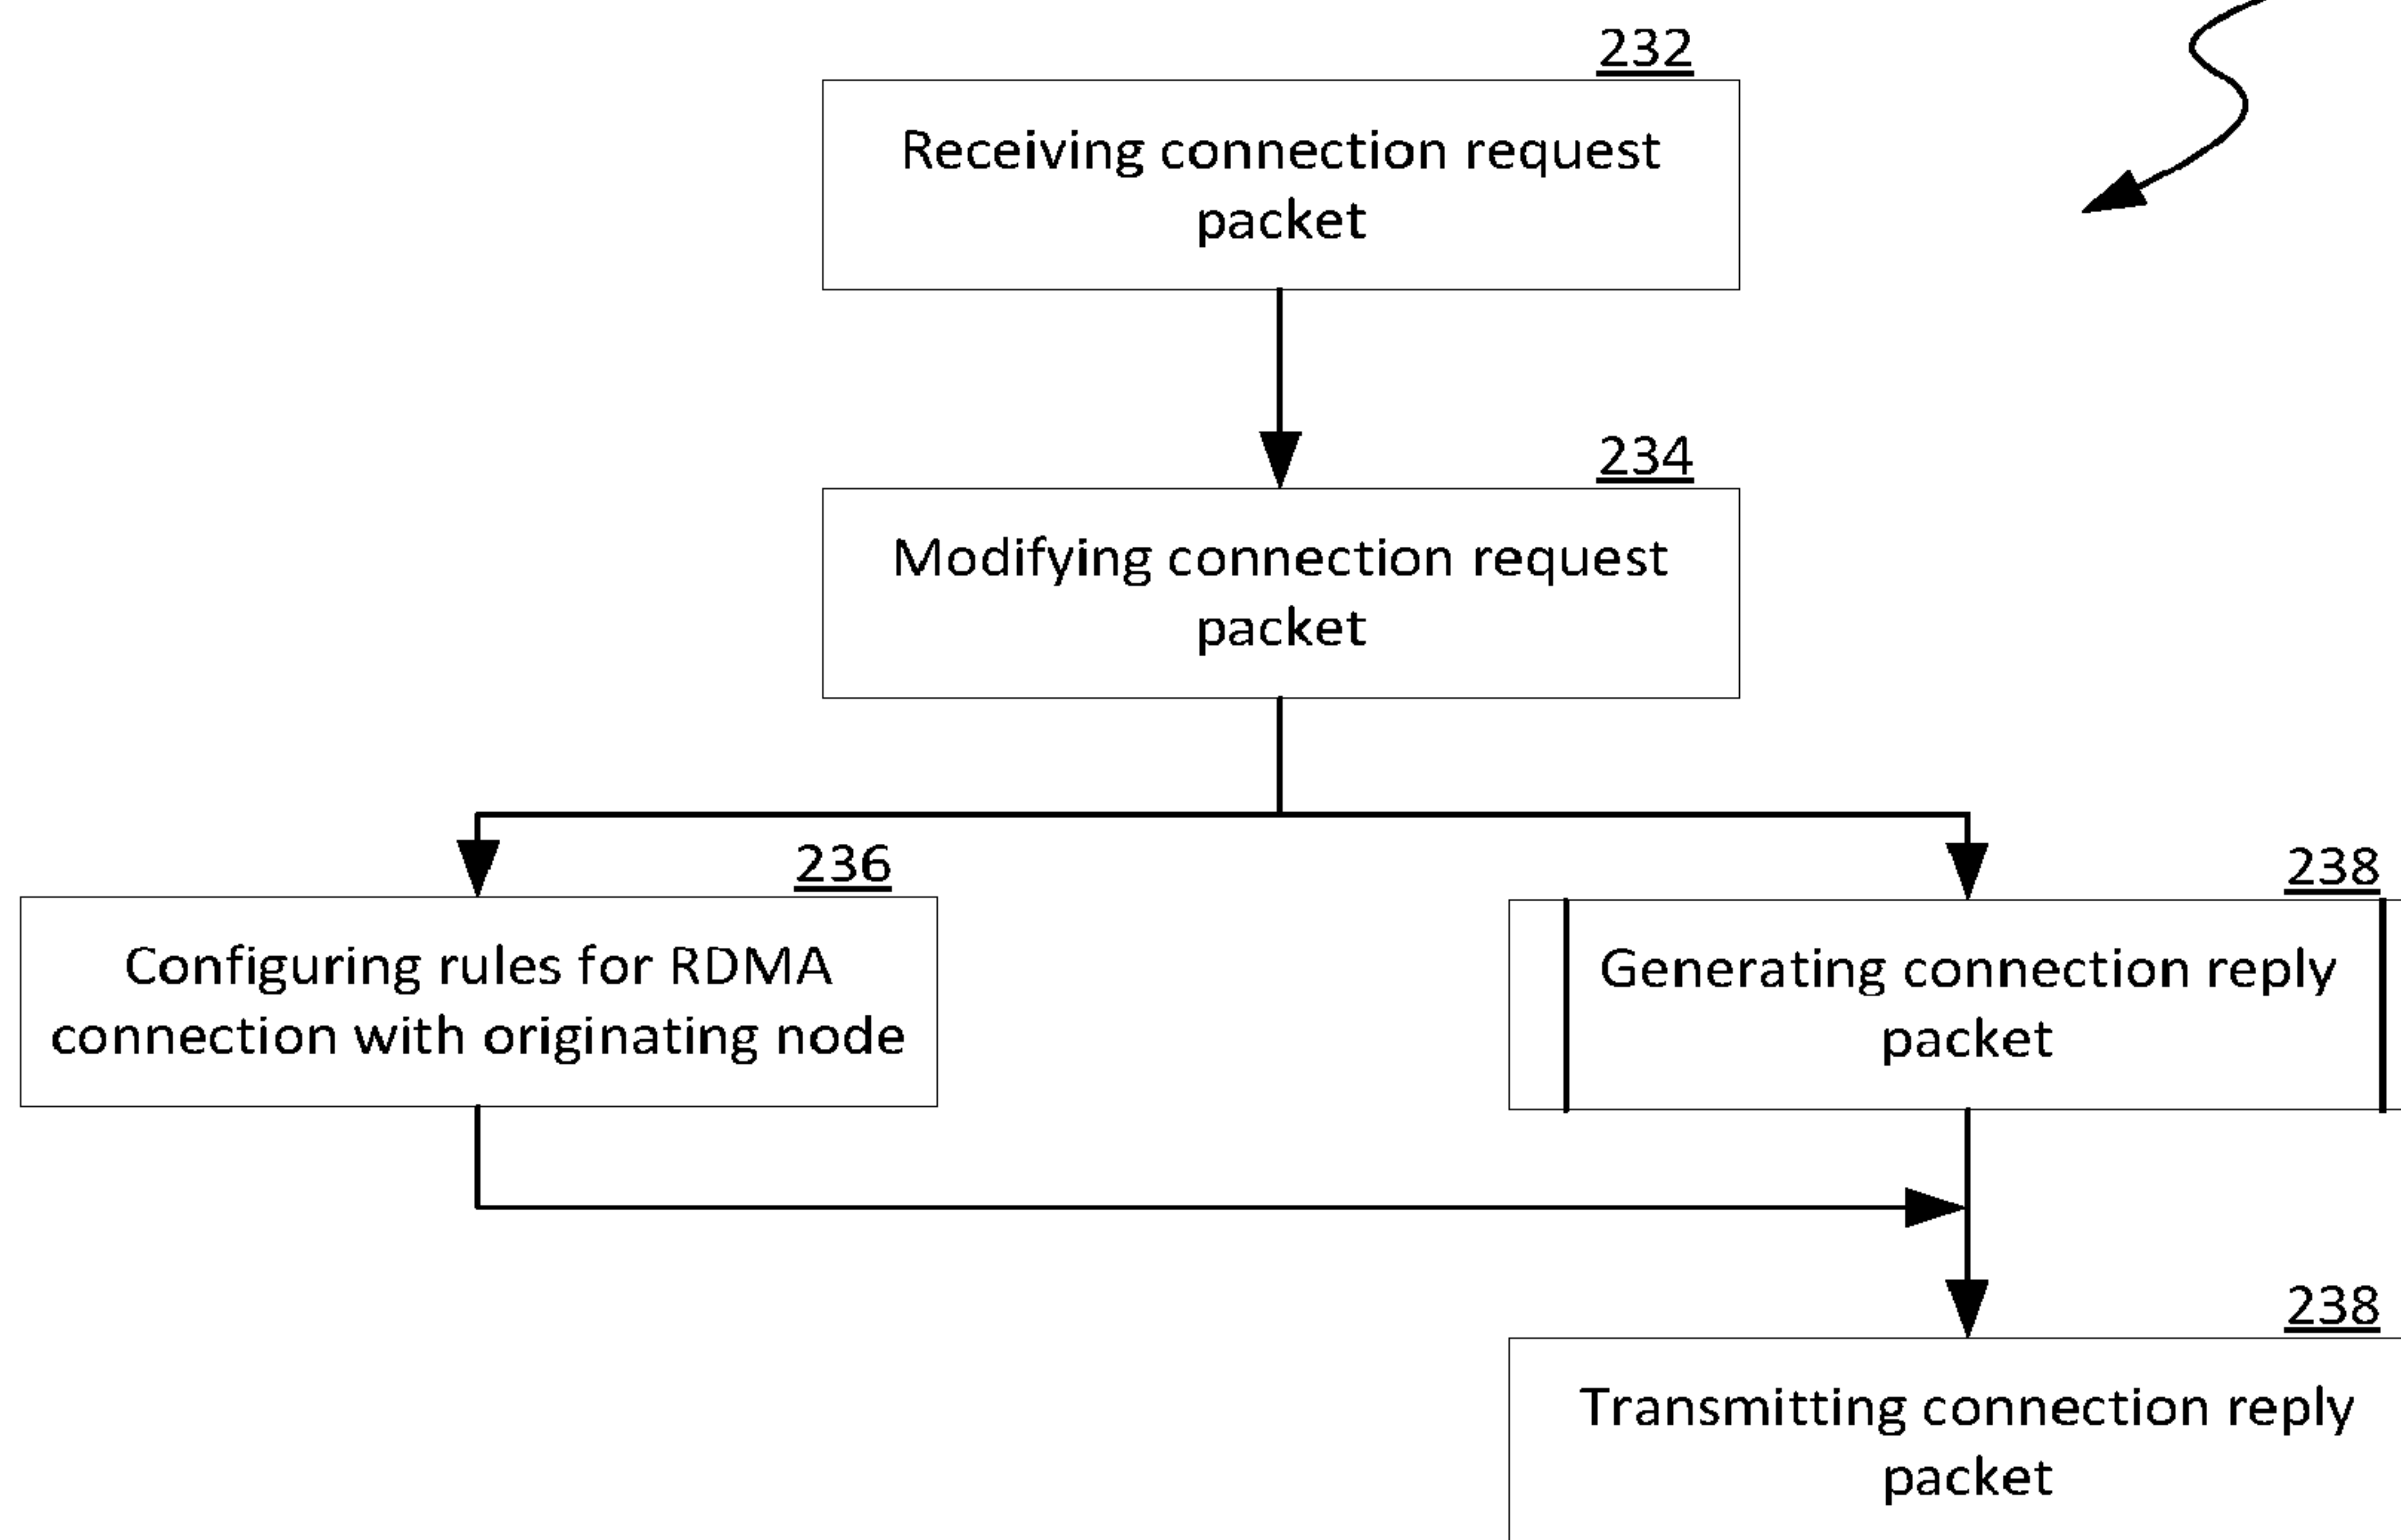 232
Receiving connection request
packet
234
Modifying connection request
packet
236
Configuring rules for RDMA
connection with originating node
238
Generating connection reply
packet
238
Transmitting connection reply
packet